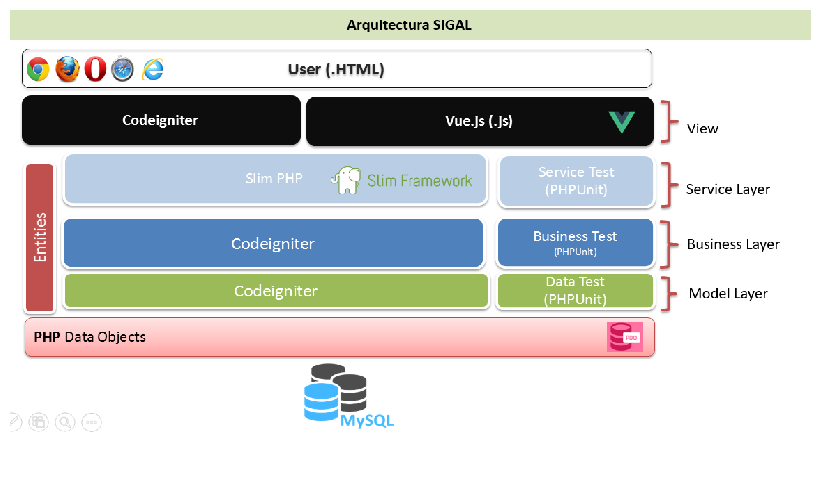 Arquitectura SIGAL
User (.HTML)
Codeigniter
Vue.js (.js)
View
Slim PHP
Slim Framework
Service Test
(PHPUnit)
Service Layer
Entities
Codeigniter
Business Test
(PHPUnit)
Business Layer
Codeigniter
Data Test
(PHPUnit)
Model Layer
PHP Data Objects
PDO
MySQL